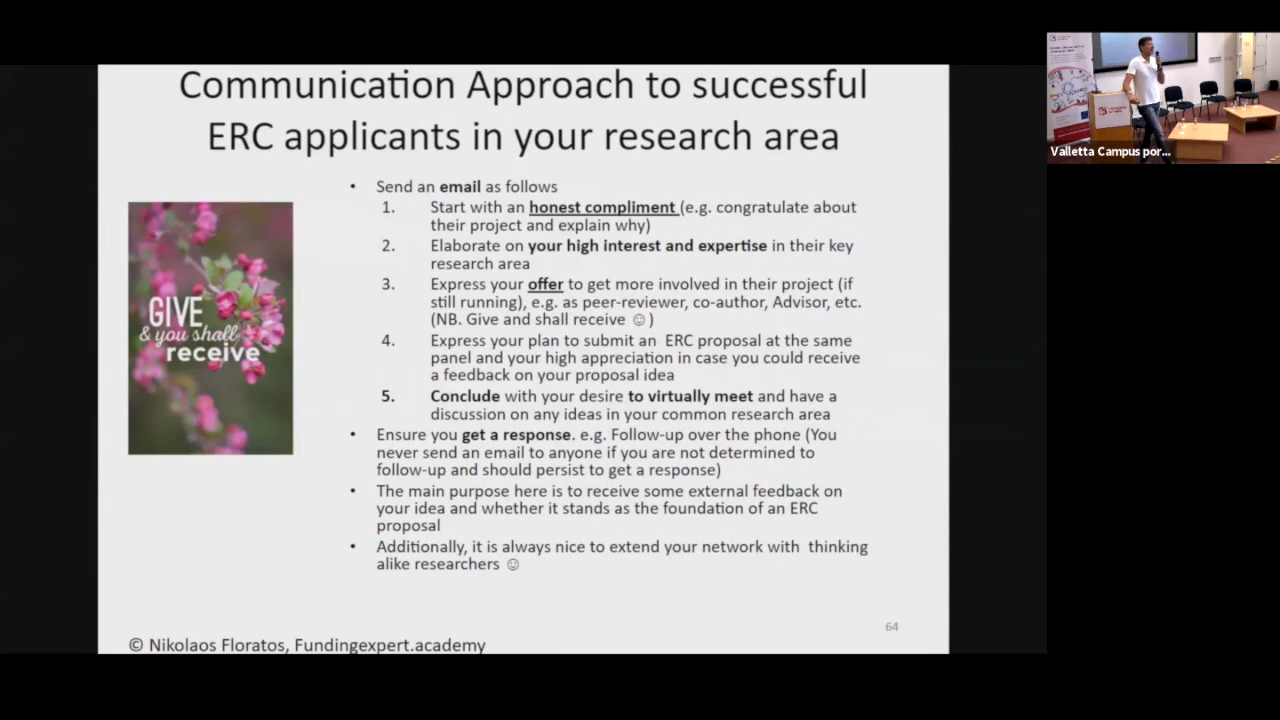 Communication Approach to successful
ERC applicants in your research area
• Send an email as follows
1. Start with an honest compliment (e.g. congratulate about
their project and explain why)
2. Elaborate on your high interest and expertise in their key
research area
3. Express your offer to get more involved in their project (if
still running), e.g. as peer-reviewer, co-author, Advisor, etc.
(NB. Give and shall receive ☺)
4. Express your plan to submit an ERC proposal at the same
panel and your high appreciation in case you could receive
a feedback on your proposal idea
5. Conclude with your desire to virtually meet and have a
discussion on any ideas in your common research area
• Ensure you get a response. e.g. Follow-up over the phone (You
never send an email to anyone if you are not determined to
follow-up and should persist to get a response)
• The main purpose here is to receive some external feedback on
your idea and whether it stands as the foundation of an ERC
proposal
• Additionally, it is always nice to extend your network with thinking
alike researchers ☺
GIVE
& you shall
receive
64
© Nikolaos Floratos, Fundingexpert.academy
Valletta Campus por...